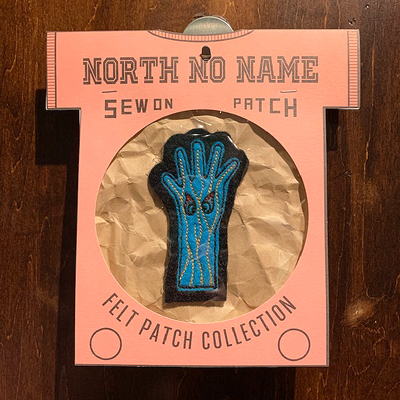 NORTH NO NAME
SEW ON PATCH
FELT PATCH COLLECTION